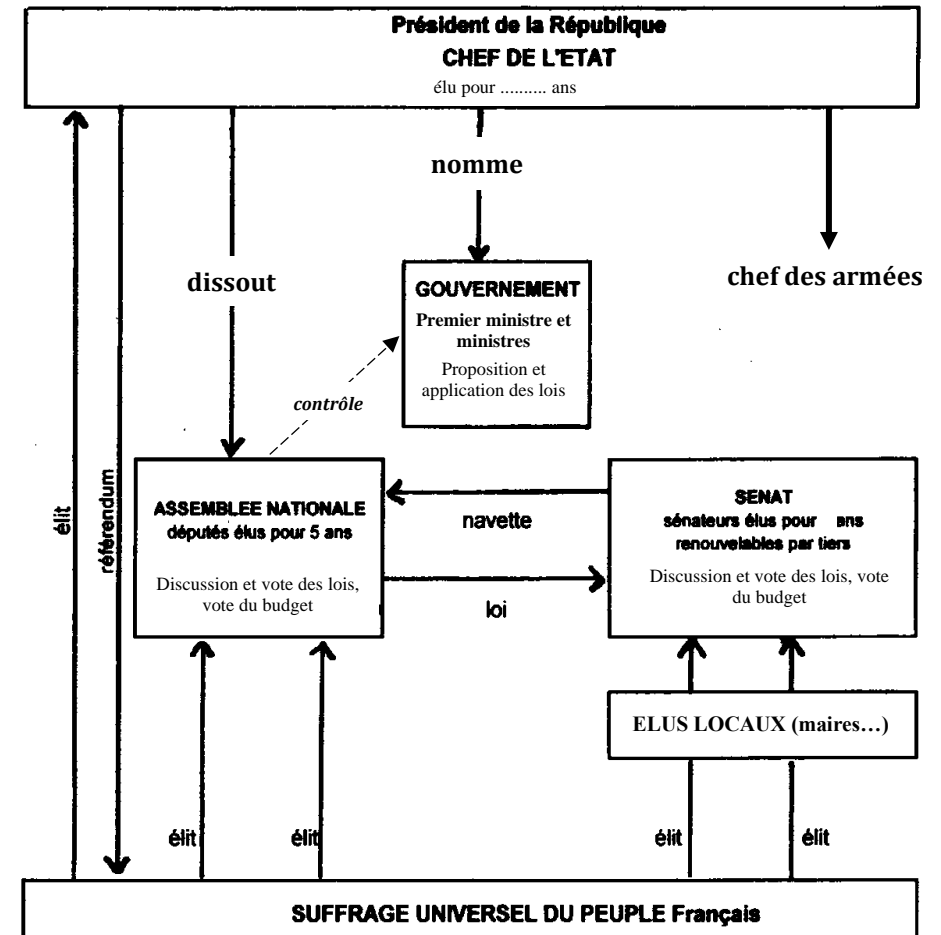 Président de la République
CHEF DE L'ETAT
élu pour .......... ans
nomme
dissout
chef des armées
GOUVERNEMENT
Premier ministre et
ministres
Proposition et
application des lois
contrôle
élit
référendum
ASSEMBLEE NATIONALE
députés élus pour 5 ans
Discussion et vote des lois,
vote du budget
navette
loi
SENAT
sénateurs élus pour ans
renouvelables par tiers
Discussion et vote des lois, vote
du budget
ELUS LOCAUX (maires…)
élit
élit
élit
élit
SUFFRAGE UNIVERSEL DU PEUPLE Français